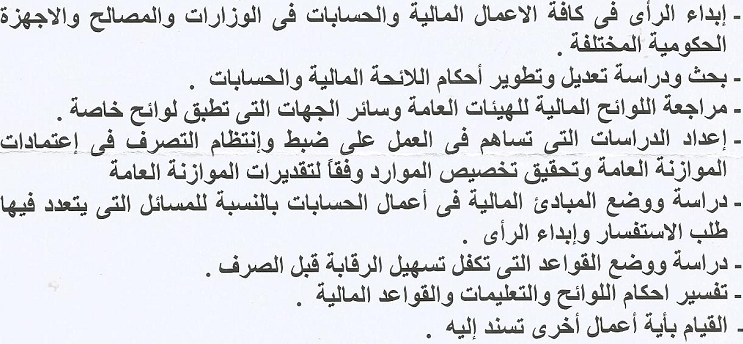 - إبداء الرأى فى كافة الاعمال المالية والحسابات فى الوزارات والمصالح والاجهزة
الحكومية المختلفة .
- بحث ودراسة تعديل وتطوير أحكام اللائحة المالية والحسابات .
- مراجعة اللوائح المالية للهيئات العامة وسائر الجهات التى تطبق لوائح خاصة .
- إعداد الدراسات التى تساهم فى العمل على ضبط وإنتظام التصرف فى إعتمادات
الموازنة العامة وتحقيق تخصيص الموارد وفقاً لتقديرات الموازنة العامة
- دراسة ووضع المبادئ المالية فى أعمال الحسابات بالنسبة للمسائل التى يتعدد فيها
طلب الاستفسار وإبداء الرأى .
- دراسة ووضع القواعد التى تكفل تسهيل الرقابة قبل الصرف .
- تفسير احكام اللوائح والتعليمات والقواعد المالية .
- القيام بأية أعمال أخرى تسند إليه .